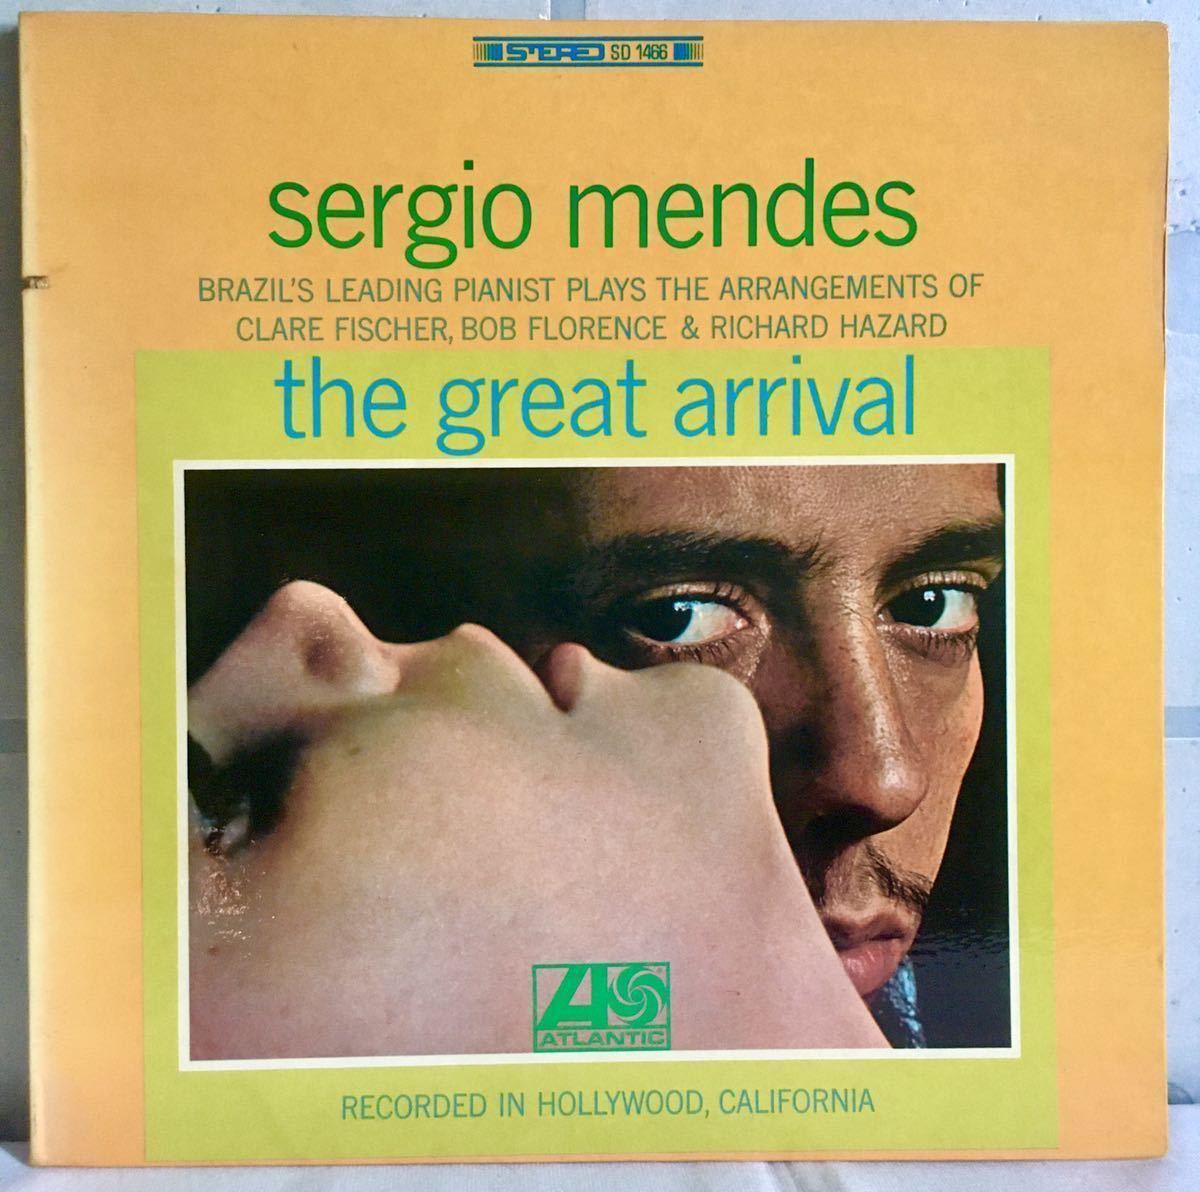 STEREO SD 1466
sergio mendes
BRAZIL'S LEADING PIANIST PLAYS THE ARRANGEMENTS OF
CLARE FISCHER, BOB FLORENCE & RICHARD HAZARD
the great arrival
ATLANTIC
RECORDED IN HOLLYWOOD, CALIFORNIA